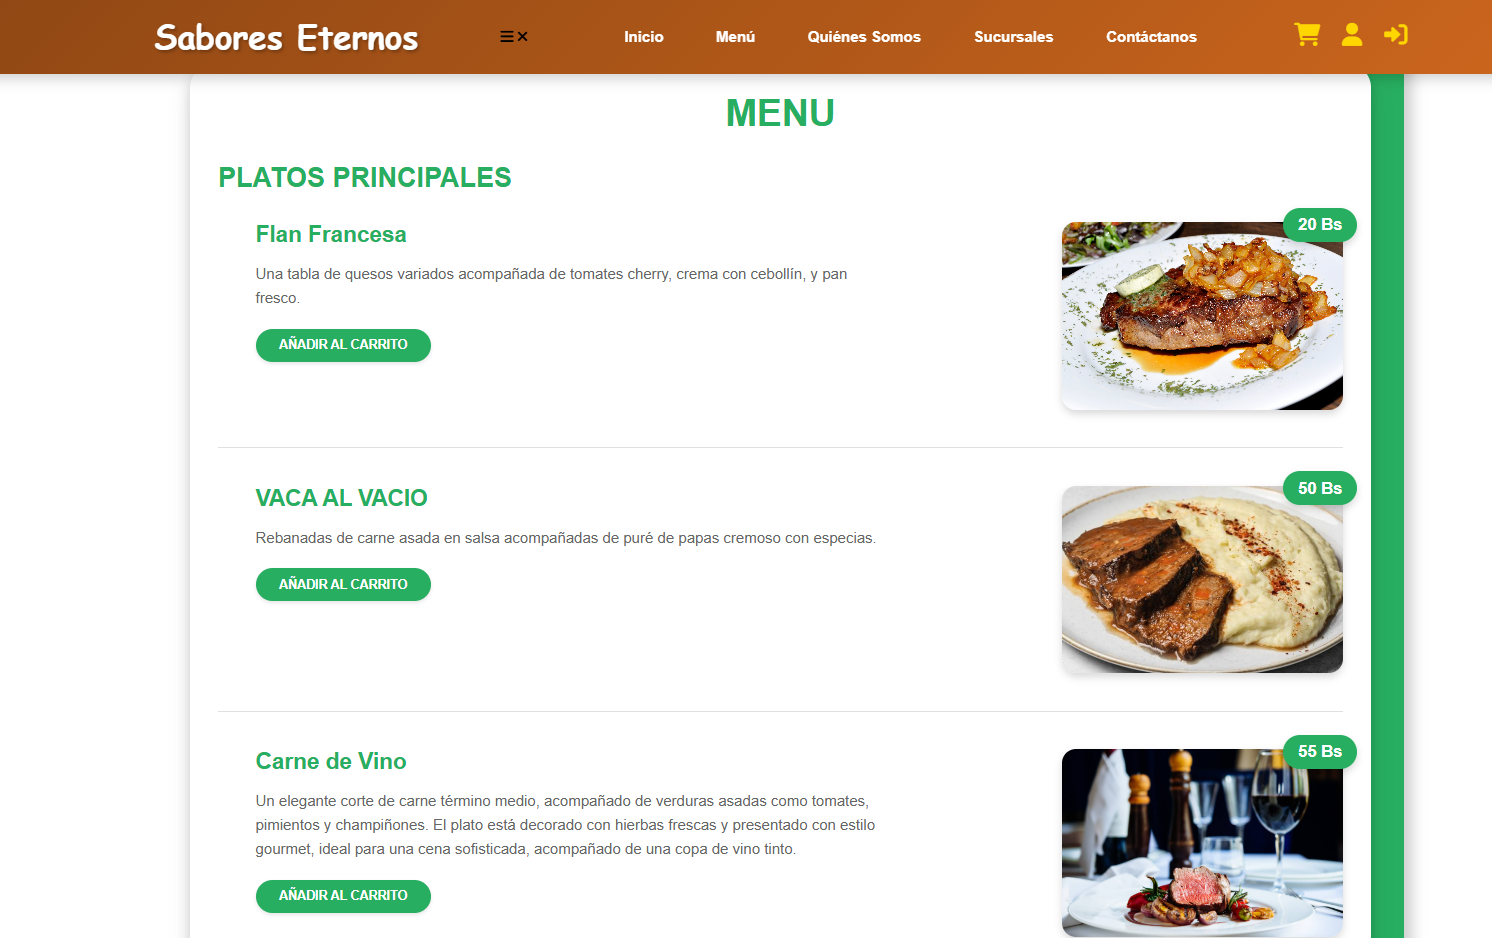 Sabores Eternos
Inicio
Menú
Quiénes Somos
Sucursales
Contáctanos
MENU
PLATOS PRINCIPALES
Flan Francesa
20 Bs
Una tabla de quesos variados acompañada de tomates cherry, crema con cebollín, y pan
fresco.
AÑADIR AL CARRITO
VACA AL VACIO
50 Bs
Rebanadas de carne asada en salsa acompañadas de puré de papas cremoso con especias.
AÑADIR AL CARRITO
Carne de Vino
55 Bs
Un elegante corte de carne término medio, acompañado de verduras asadas como tomates,
pimientos y champiñones. El plato está decorado con hierbas frescas y presentado con estilo
gourmet, ideal para una cena sofisticada, acompañado de una copa de vino tinto.
AÑADIR AL CARRITO